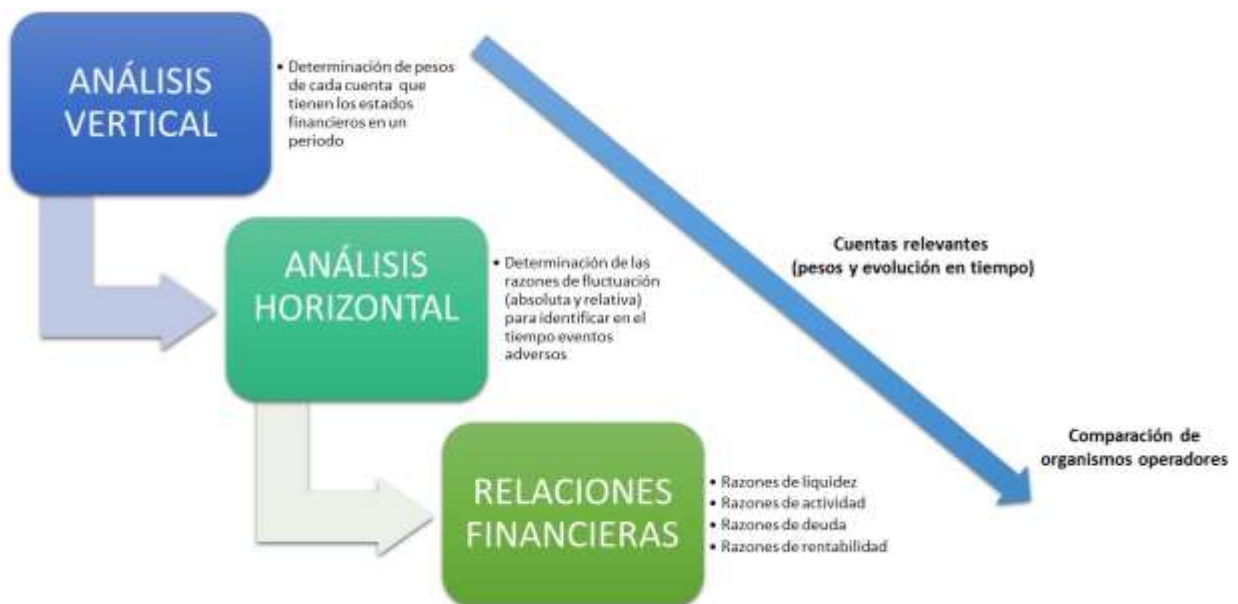 ANÁLISIS
VERTICAL
• Determinación de pesos
de cada cuenta que
tienen los estados
financieros en un
periodo
ANÁLISIS
HORIZONTAL
• Determinación de las
razones de fluctuación
(absoluta y relativa)
para identificar en el
tiempo eventos
adversos
Cuentas relevantes
(pesos y evolución en tiempo)
RELACIONES
FINANCIERAS
• Razones de liquidez
• Razones de actividad
• Razones de deuda
• Razones de rentabilidad
Comparación de
organismos operadores